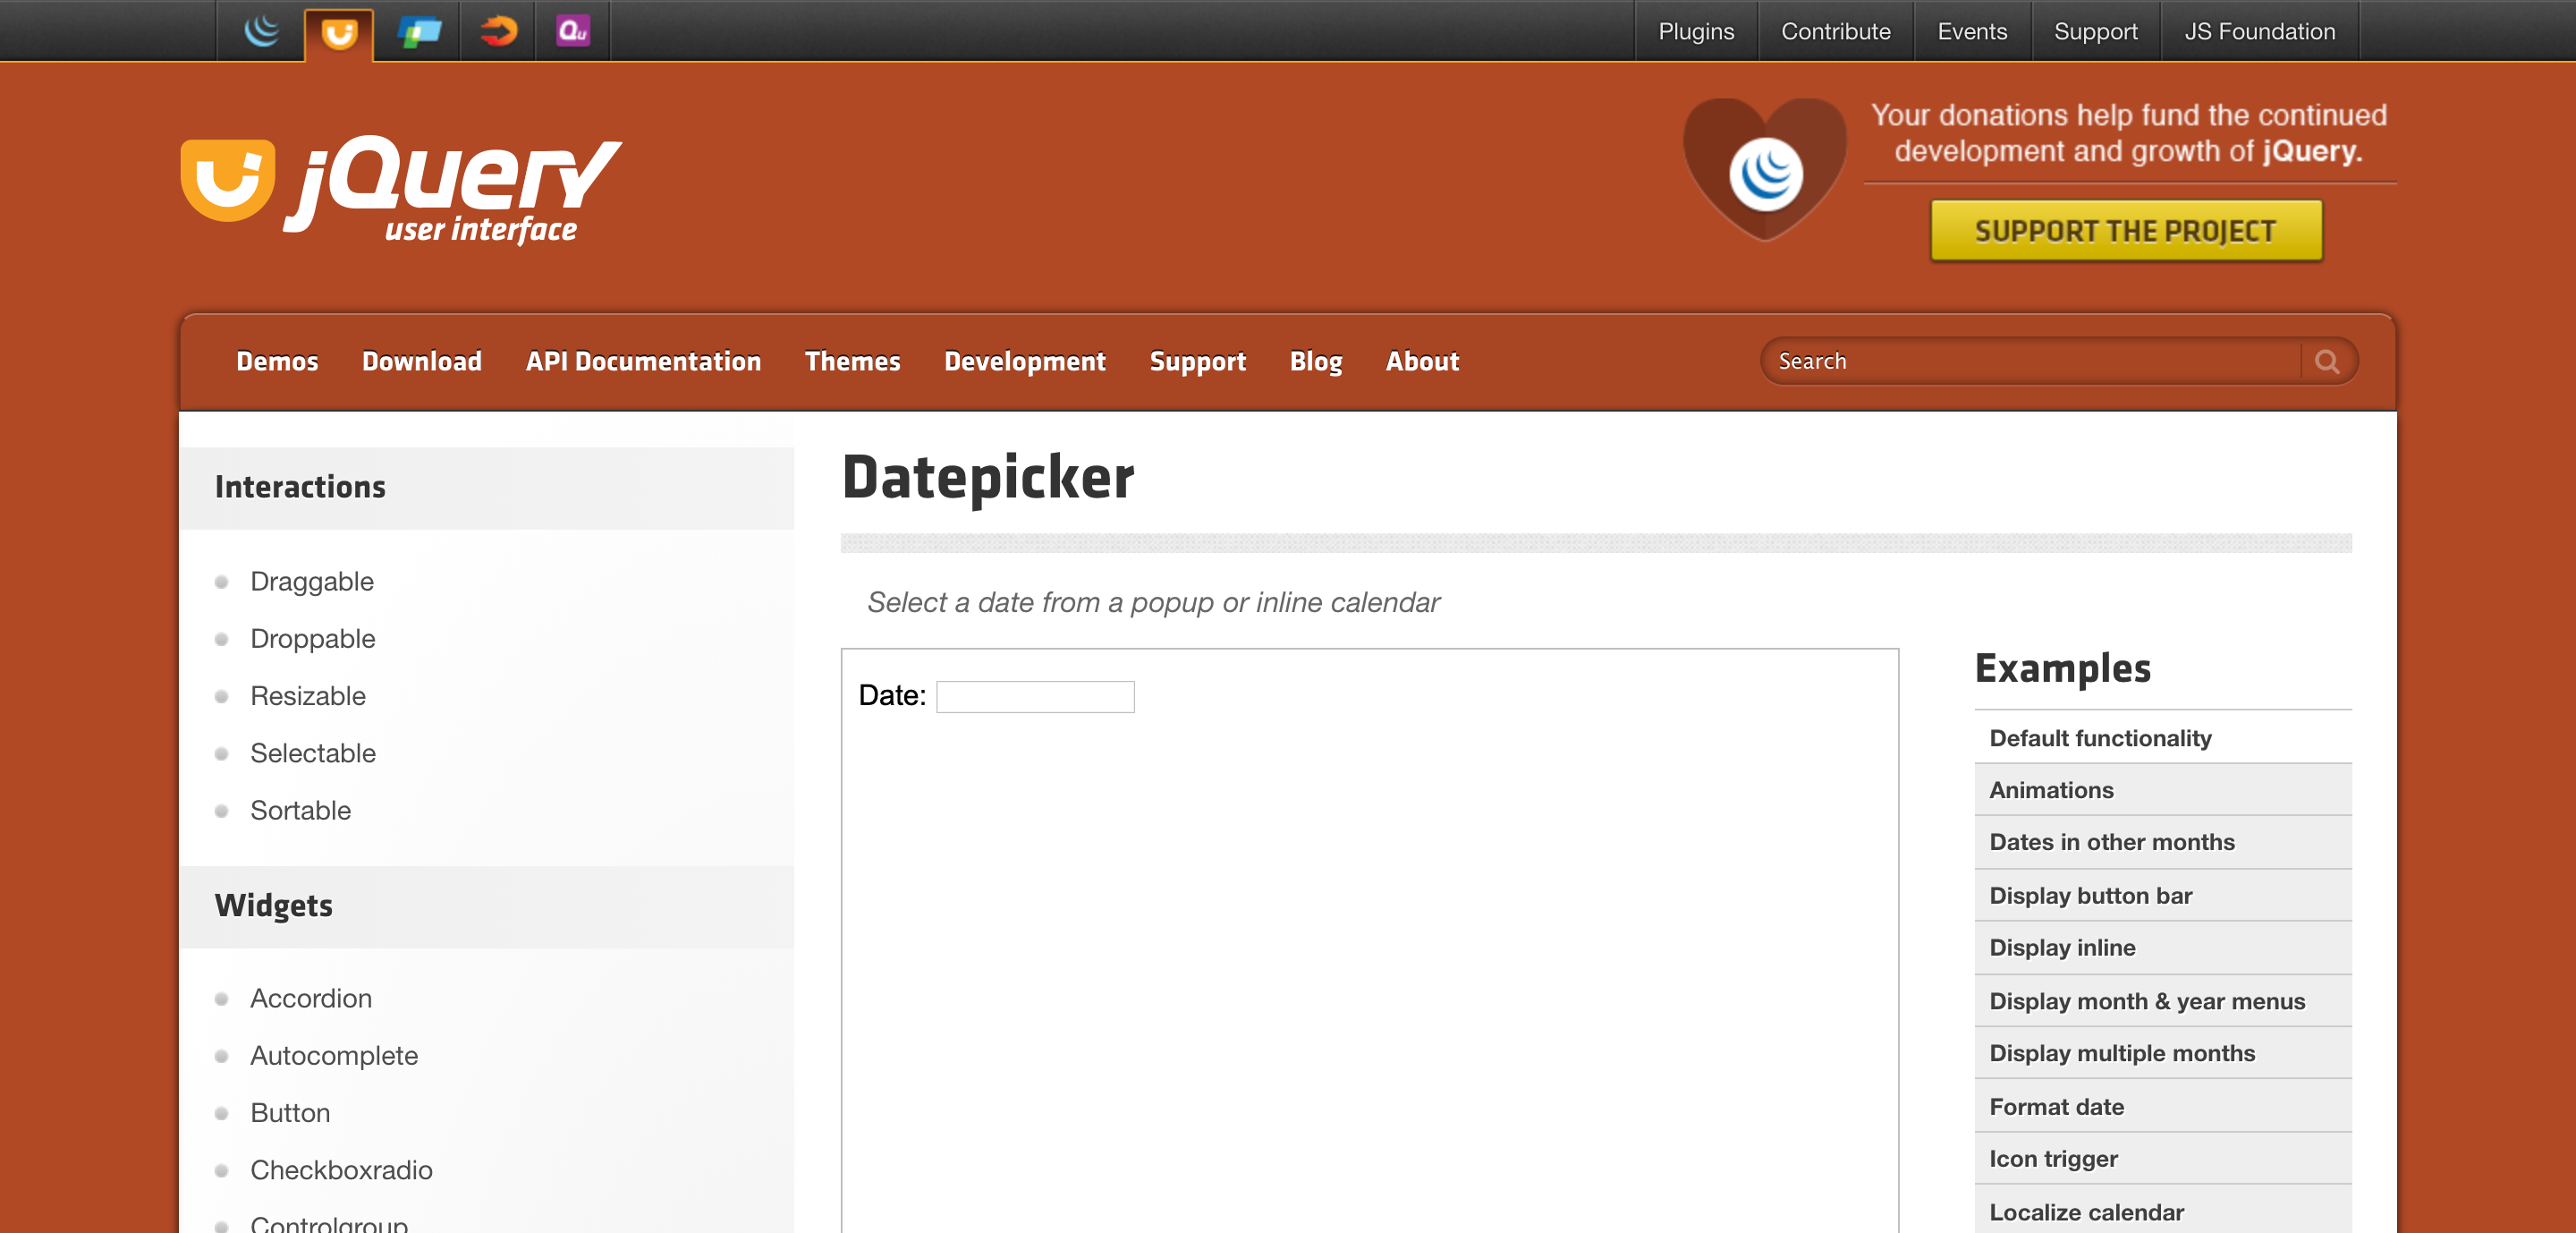 Qu
Plugins
Contribute
Events
Support
JS Foundation
jQuery
user interface
Your donations help fund the continued
development and growth of jQuery.
SUPPORT THE PROJECT
Demos
Download
API Documentation
Themes
Development
Support
Blog
About
Search
Interactions
Draggable
Droppable
Resizable
Selectable
Sortable
Widgets
Accordion
Autocomplete
Button
Checkboxradio
Controlgroup
Datepicker
Select a date from a popup or inline calendar
Date:
Examples
Default functionality
Animations
Dates in other months
Display button bar
Display inline
Display month & year menus
Display multiple months
Format date
Icon trigger
Localize calendar